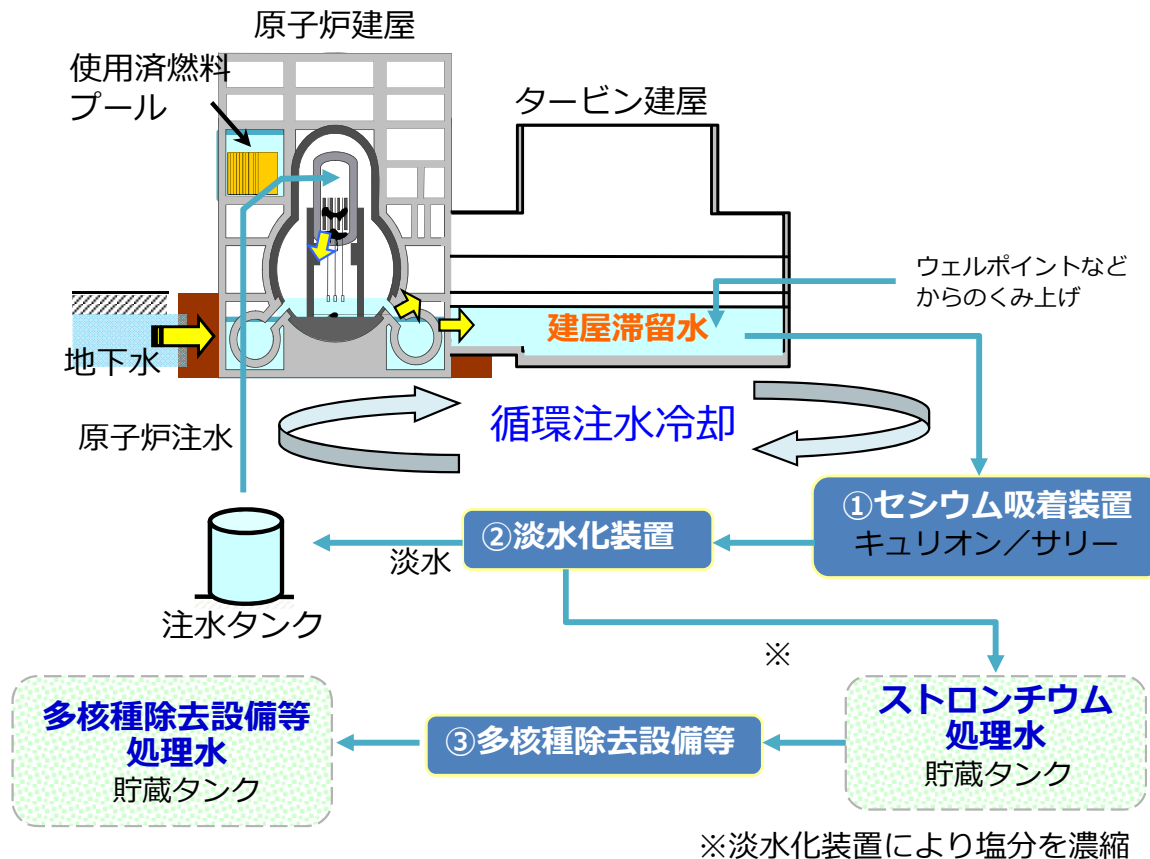 原子炉建屋
使用済燃料
プール
タービン建屋
ウェルポイントなど
からのくみ上げ
建屋滞留水
地下水
循環注水冷却
原子炉注水
①セシウム吸着装置
キュリオン／サリー
②淡水化装置
淡水
注水タンク
※
ストロンチウム
処理水
貯蔵タンク
③多核種除去設備等
多核種除去設備等
処理水
貯蔵タンク
※淡水化装置により塩分を濃縮